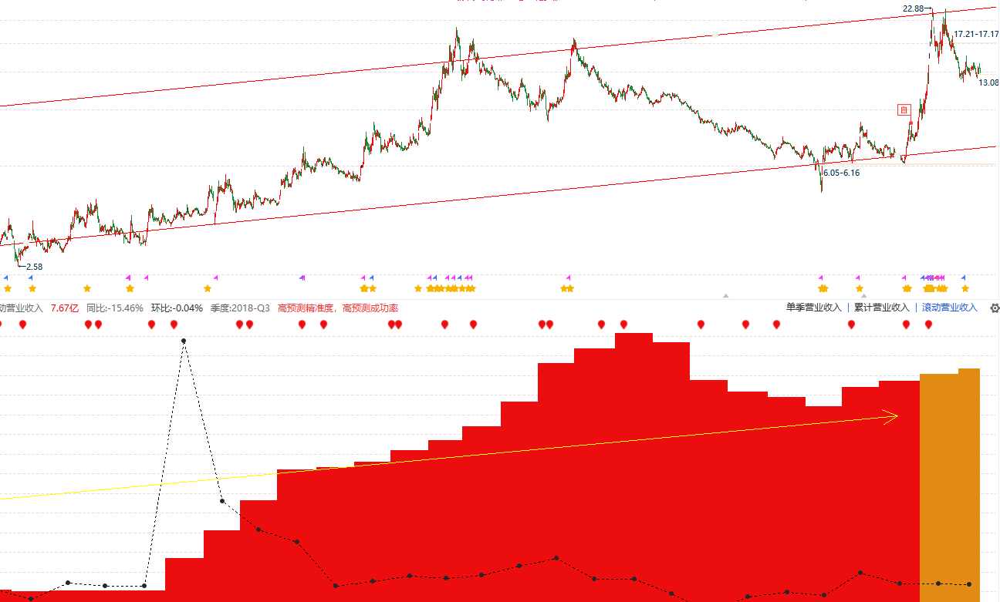 22.88
17.21-17.17
13.08
自
6.05-6.16
2.58
动营业收入 7.67亿 同比:-15.46% 环比:-0.04% 季度:2018-Q3 高预测精准度，高预测成功率
单季营业收入 | 累计营业收入 | 滚动营业收入